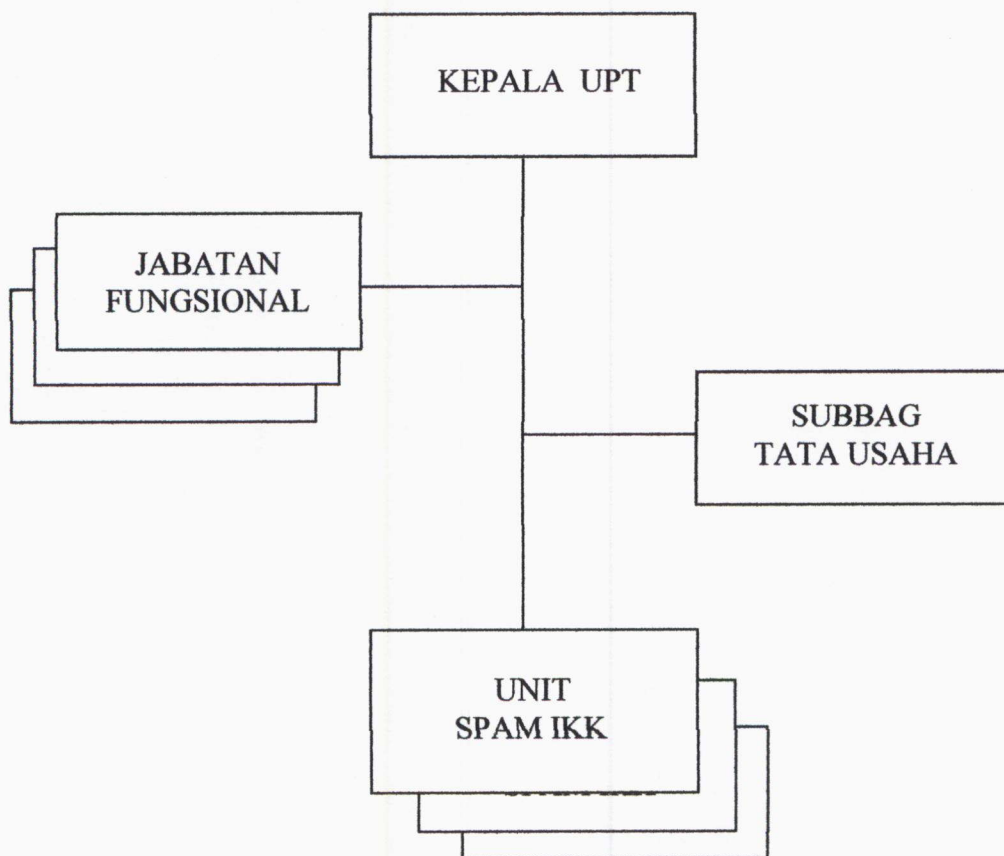 KEPALA UPT
JABATAN
FUNGSIONAL
SUBBAG
TATA USAHA
UNIT
SPAM IKK